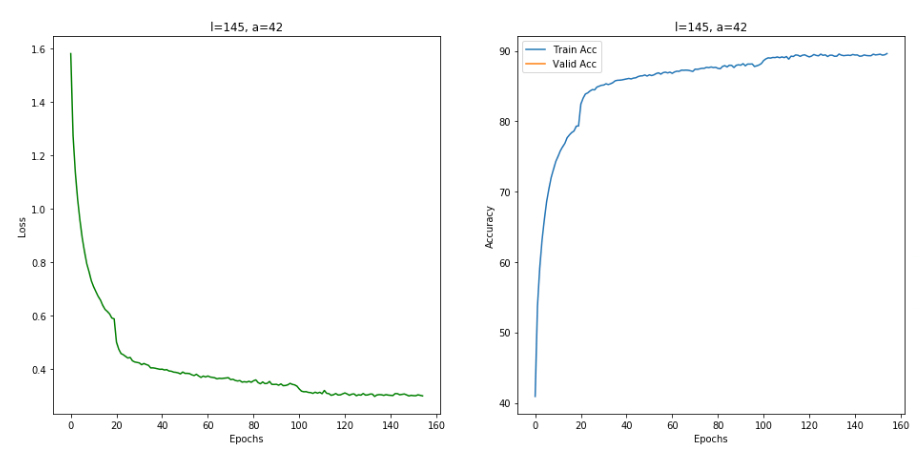 l=145, a=42
1.6
1.4
1.2
1.0
0.8
0.6
0.4
Loss
0 20 40 60 80 100 120 140 160
Epochs
l=145, a=42
Train Acc
Valid Acc
90
80
70
60
50
40
Accuracy
0 20 40 60 80 100 120 140 160
Epochs